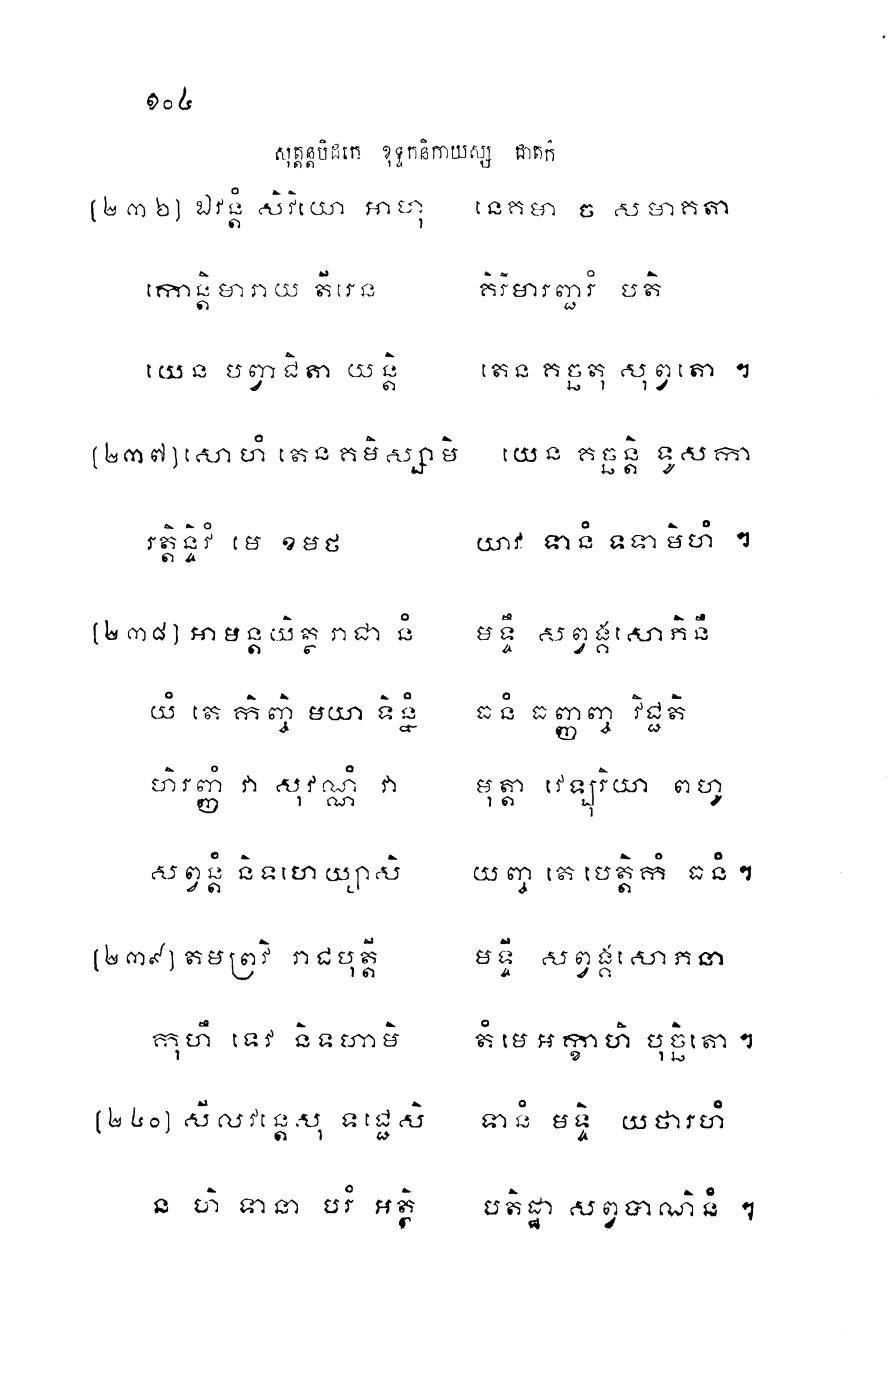 ១០៤
សុត្តន្តបិដកេ ខុទ្ទកនិកាយស្ស ជាតកំ
(២៣៦) ឯវន្តំ សិវិយោ អាហុ នេគមា ច សមាគតា
កោន្តិមារាយ តីរេន គិរិមារញ្ជរំ បតិ
យេន បព្វាជិតា យន្តិ តេន គច្ឆតុ សុព្វតោ ។
(២៣៧) សោហំ តេន គមិស្សាមិ យេន គច្ឆន្តិ ទូសកា
រត្តិន្ទិវំ មេ ខមថ យាវ ទានំ ទទាមិហំ ។
(២៣៨) អាមន្តយិត្ថ រាជា នំ មទ្ទឹ សព្វង្គសោភិនឹ
យំ តេ កិញ្ចិ មយា ទិន្នំ ធនំ ធញ្ញញ្ច វិជ្ជតិ
ហិរញ្ញំ វា សុវណ្ណំ វា មុត្តា វេឡុរិយា ពហូ
សព្វន្តំ និទហេយ្យាសិ យញ្ច តេ បេត្តិកំ ធនំ ។
(២៣៩) តមព្រវិ រាជបុត្តី មទ្ទី សព្វង្គសោភនា
កុហឹ ទេវ និទហាមិ តំ មេ អក្ខាហិ បុច្ឆិតោ ។
(២៤០) សីលវន្តេសុ ទជ្ជេសិ ទានំ មទ្ទិ យថារហំ
ន ហិ ទានា បរំ អត្ថិ បតិដ្ឋា សព្វបាណិនំ ។